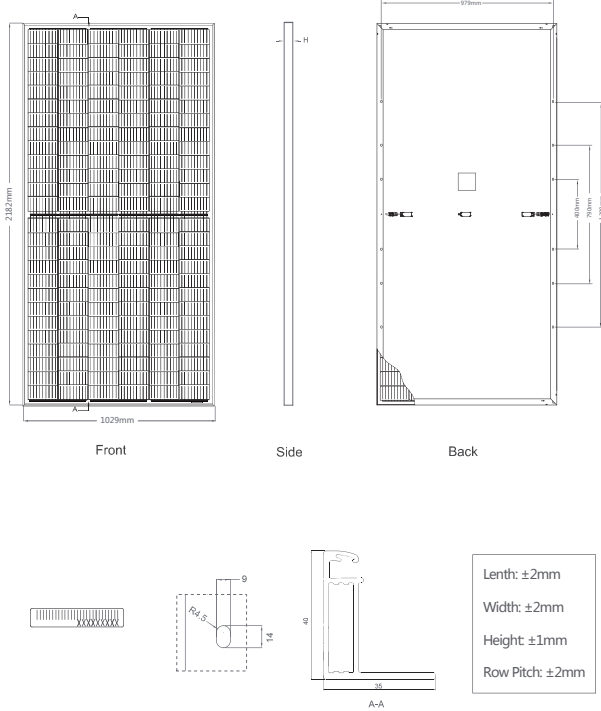 A
979mm
H
2182mm
400mm
790mm
A
1029mm
Front
Side
Back
9
R4.5
14
40
35
A-A
Lenth: ±2mm
Width: ±2mm
Height: ±1mm
Row Pitch: ±2mm